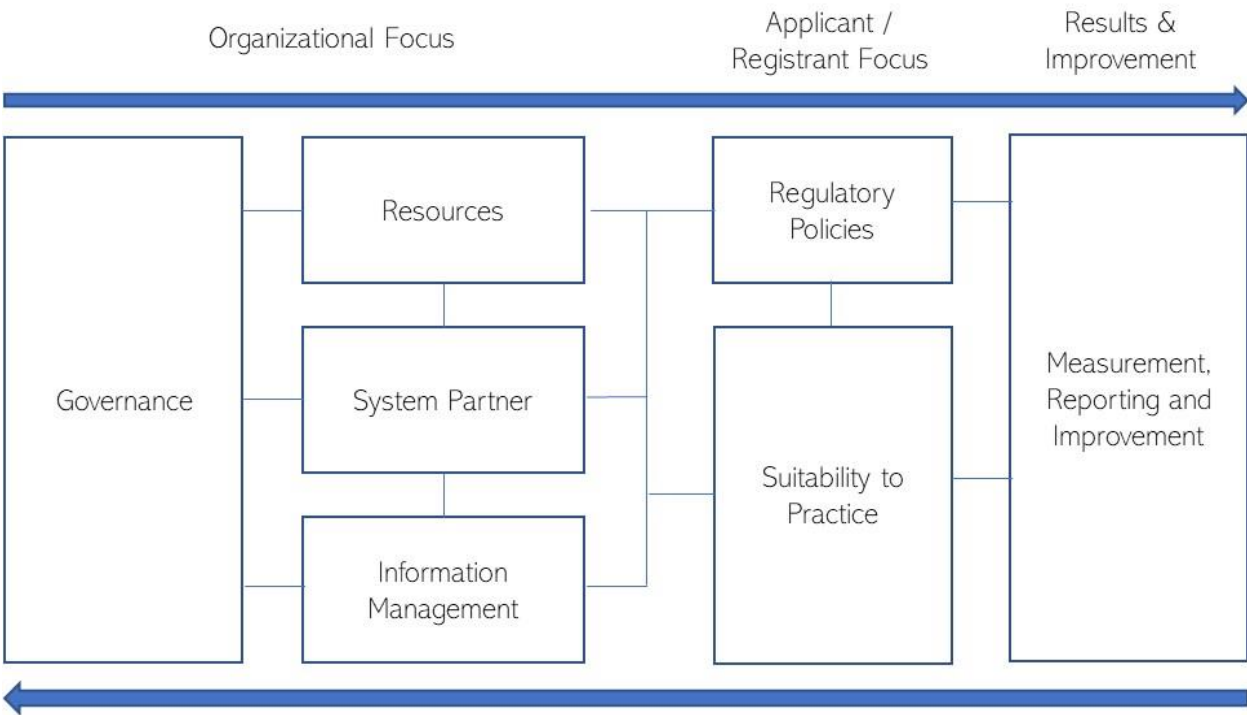 Organizational Focus
Applicant /
Registrant Focus
Results &
Improvement
Governance
Resources
System Partner
Information
Management
Regulatory
Policies
Suitability to
Practice
Measurement,
Reporting and
Improvement